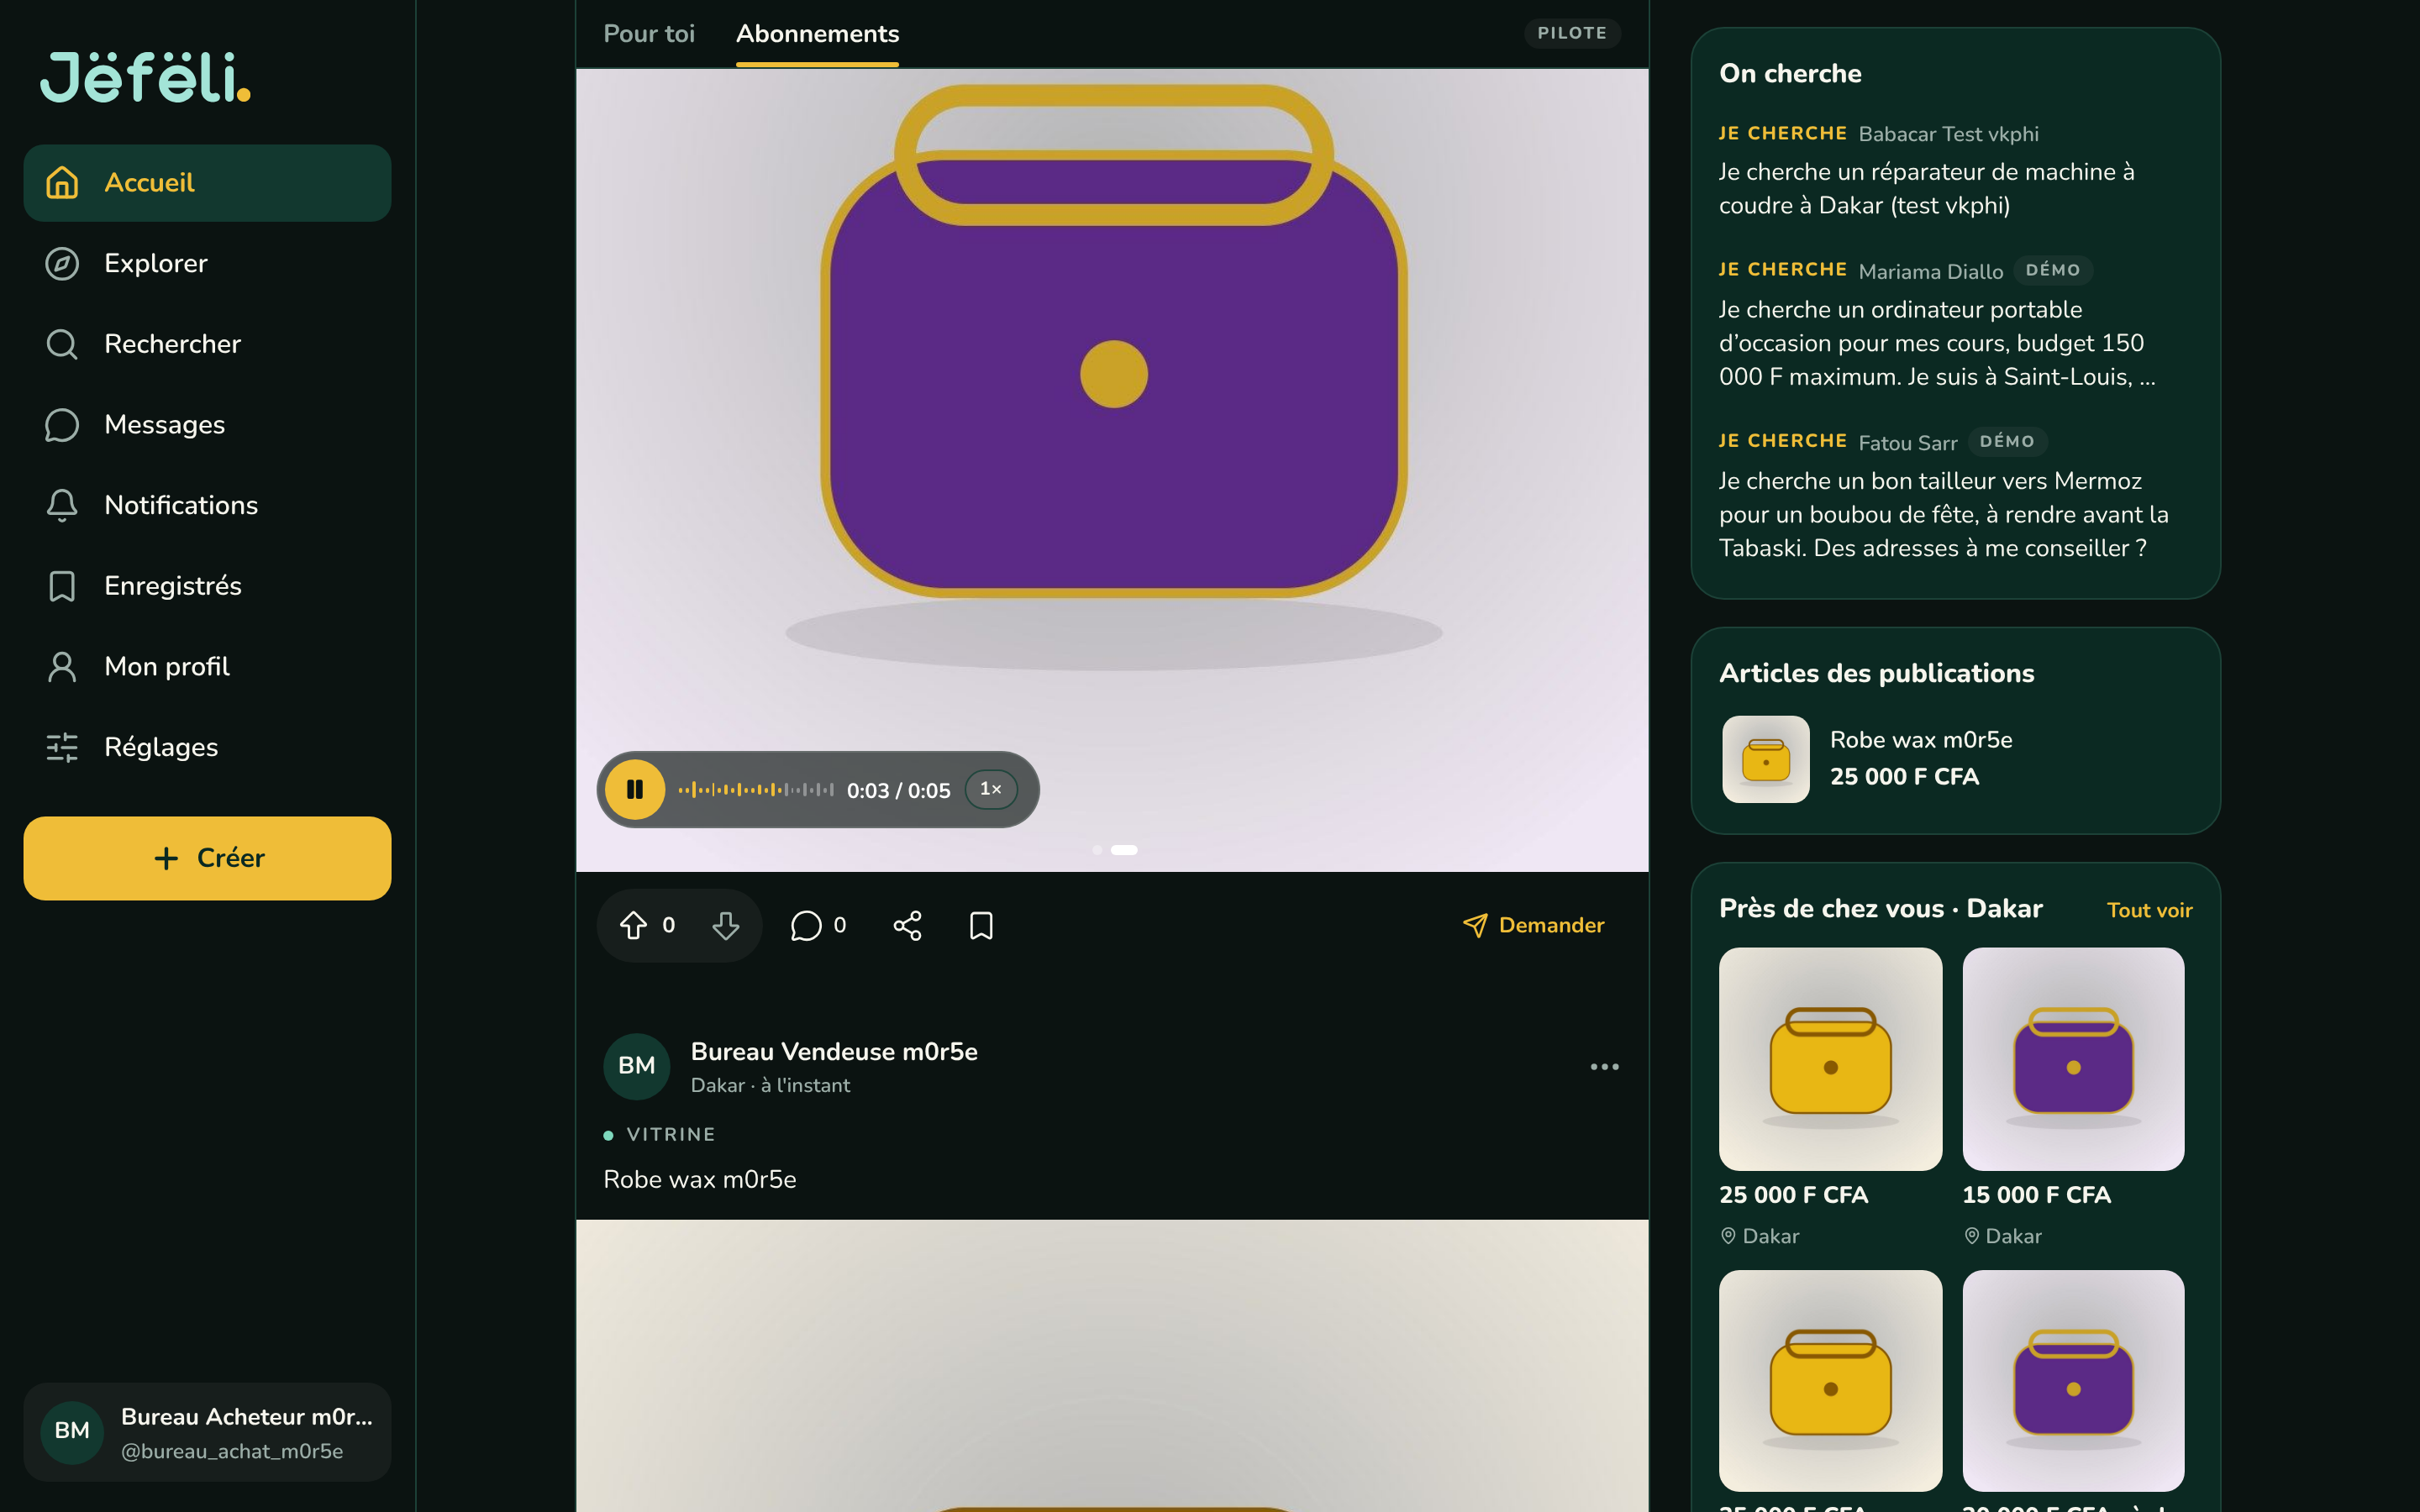 Jëfëli.
Accueil
Explorer
Rechercher
Messages
Notifications
Enregistrés
Mon profil
Réglages
Créer
BM
Bureau Acheteur m0r...
@bureau_achat_m0r5e
Pour toi
Abonnements
PILOTE
0:03 / 0:05
1×
0
0
Demander
BM
Bureau Vendeuse m0r5e
Dakar · à l'instant
VITRINE
Robe wax m0r5e
On cherche
JE CHERCHE Babacar Test vkphi
Je cherche un réparateur de machine à
coudre à Dakar (test vkphi)
JE CHERCHE Mariama Diallo DÉMO
Je cherche un ordinateur portable
d’occasion pour mes cours, budget 150
000 F maximum. Je suis à Saint-Louis, ...
JE CHERCHE Fatou Sarr DÉMO
Je cherche un bon tailleur vers Mermoz
pour un boubou de fête, à rendre avant la
Tabaski. Des adresses à me conseiller ?
Articles des publications
Robe wax m0r5e
25 000 F CFA
Près de chez vous · Dakar
Tout voir
25 000 F CFA
15 000 F CFA
Dakar
Dakar